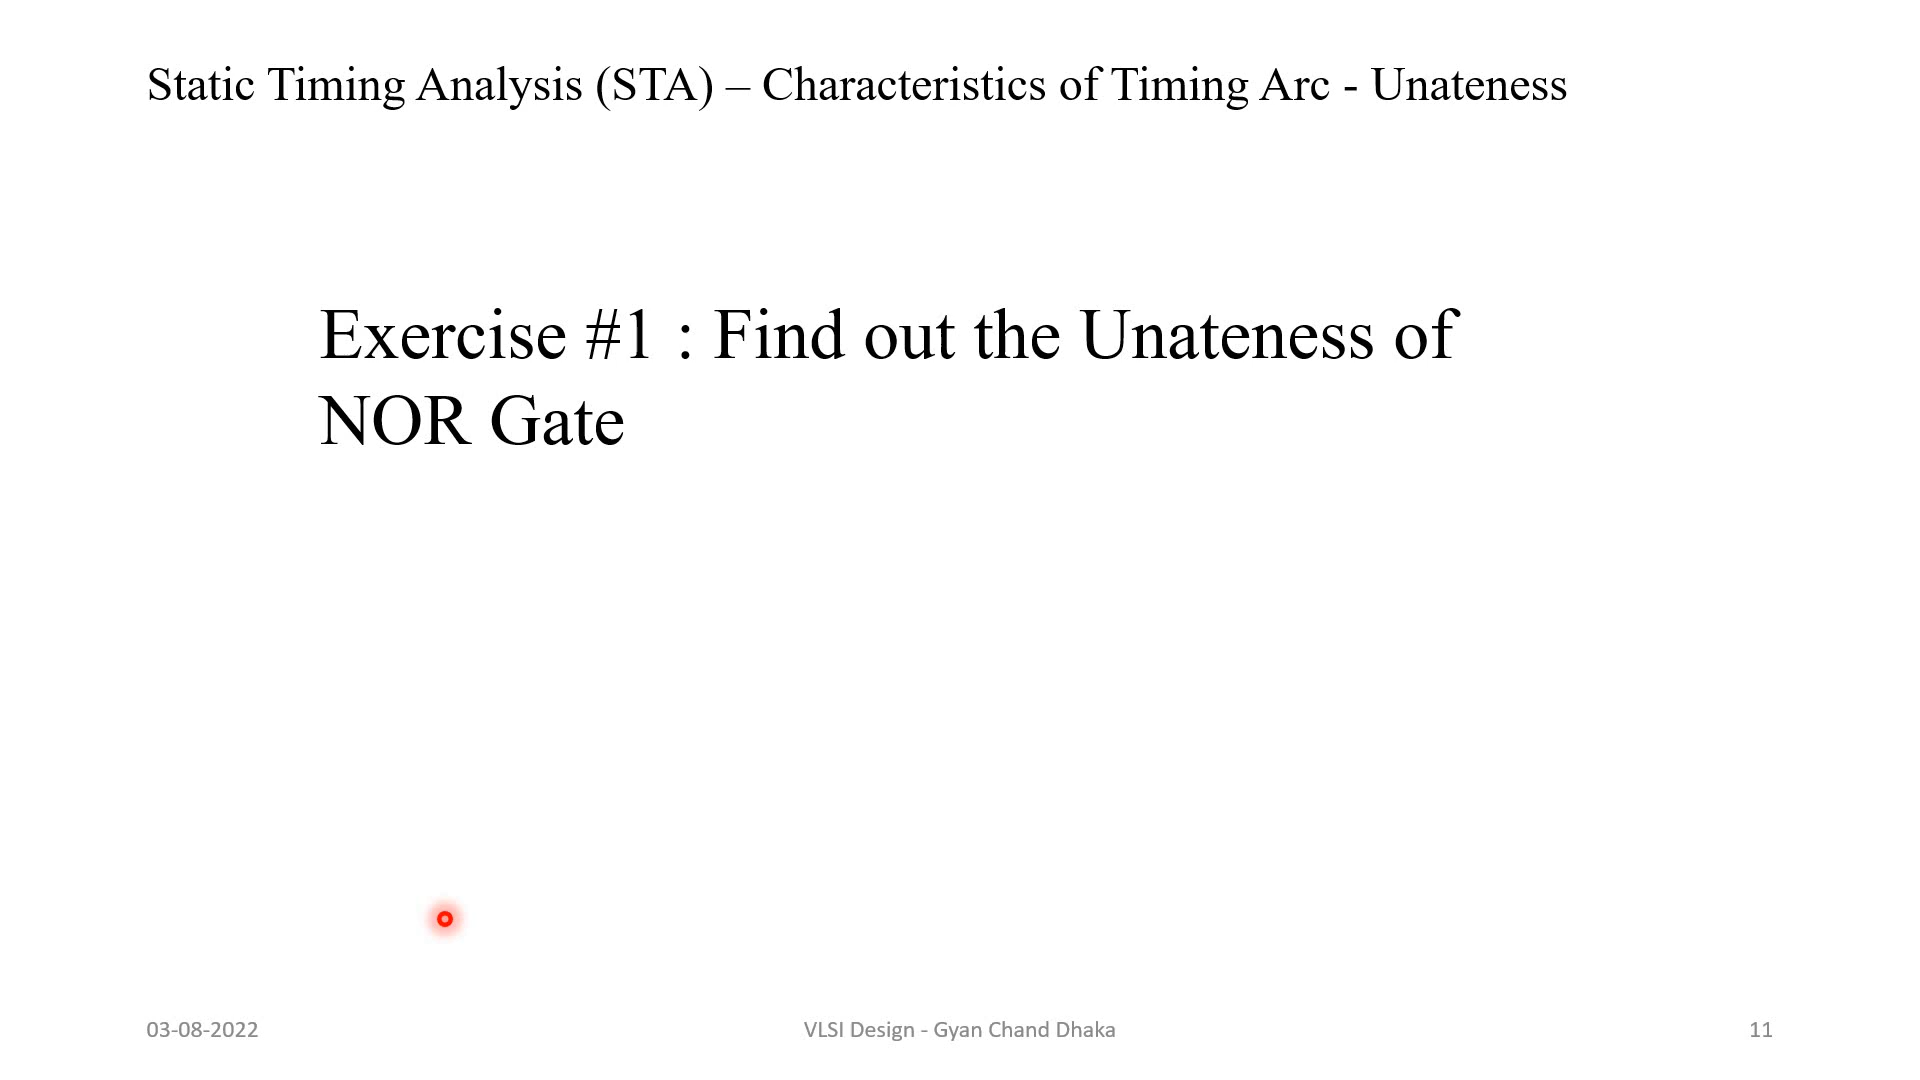 Static Timing Analysis (STA) – Characteristics of Timing Arc - Unateness
Exercise #1 : Find out the Unateness of
NOR Gate
03-08-2022
VLSI Design - Gyan Chand Dhaka
11